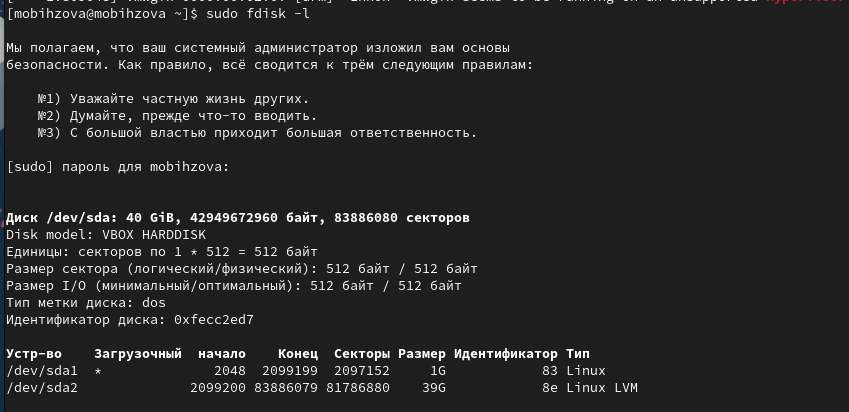 [mobihzova@mobihzova ~]$ sudo fdisk -l
Мы полагаем, что ваш системный администратор изложил вам основы
безопасности. Как правило, всё сводится к трём следующим правилам:
№1) Уважайте частную жизнь других.
№2) Думайте, прежде что-то вводить.
№3) С большой властью приходит большая ответственность.
[sudo] пароль для mobihzova:
Диск /dev/sda: 40 GiB, 42949672960 байт, 83886080 секторов
Disk model: VBOX HARDDISK
Единицы: секторов по 1 * 512 = 512 байт
Размер сектора (логический/физический): 512 байт / 512 байт
Размер I/O (минимальный/оптимальный): 512 байт / 512 байт
Тип метки диска: dos
Идентификатор диска: 0xfecc2ed7
Устр-во Загрузочный начало Конец Секторы Размер Идентификатор Тип
/dev/sda1 * 2048 2099199 2097152 1G 83 Linux
/dev/sda2 2099200 83886079 81786880 39G 8e Linux LVM